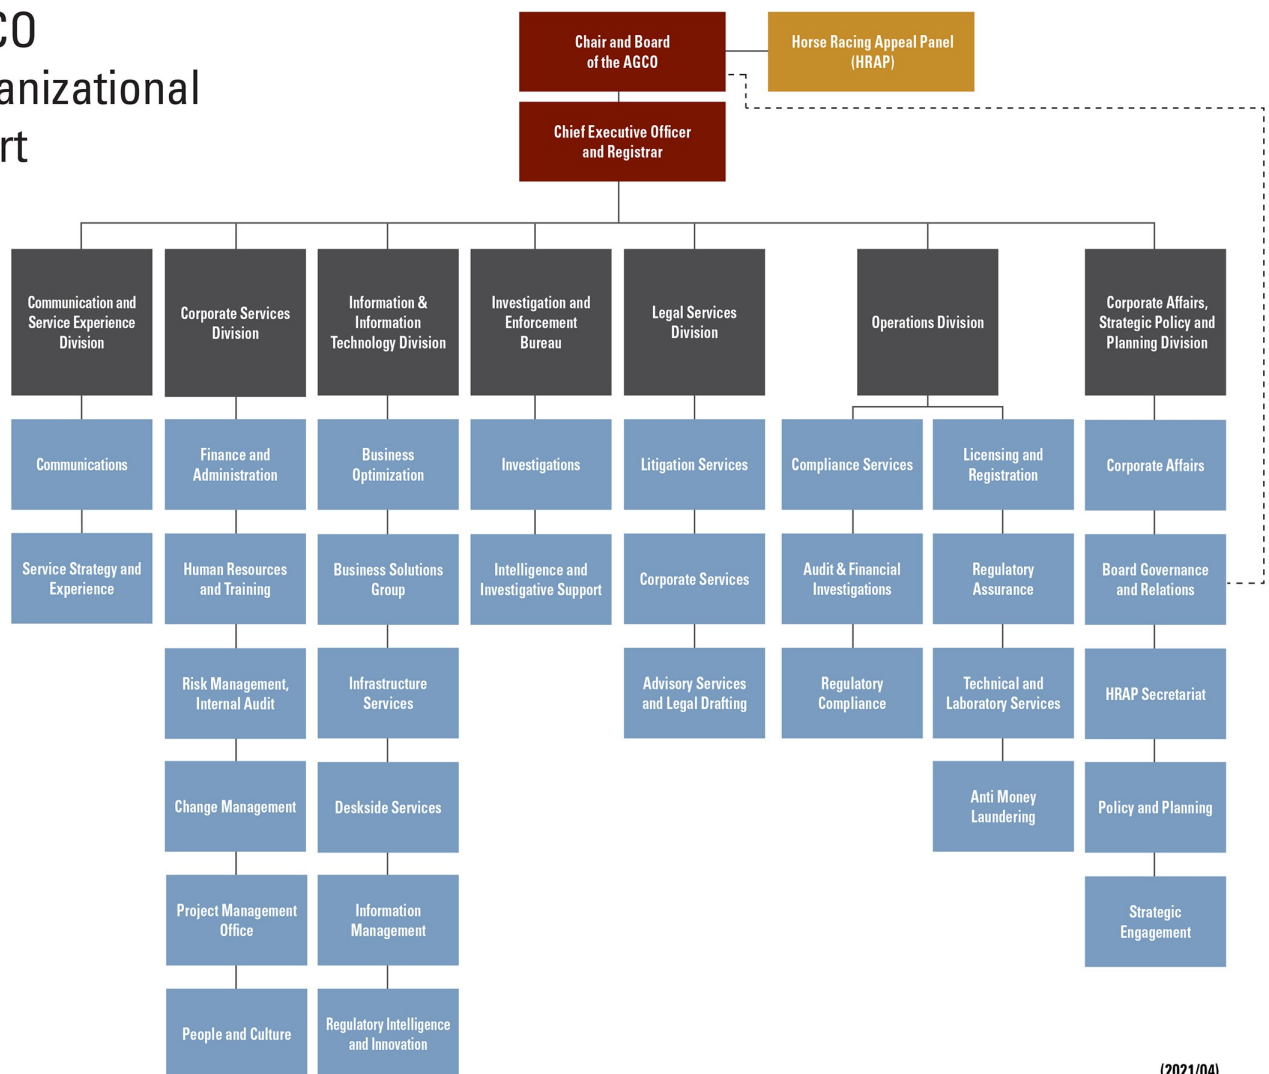 CO
anizational
rt
Chair and Board
of the AGCO
Horse Racing Appeal Panel
(HRAP)
Chief Executive Officer
and Registrar
Communication and
Service Experience
Division
Corporate Services
Division
Information &
Information
Technology Division
Investigation and
Enforcement
Bureau
Legal Services
Division
Operations Division
Corporate Affairs,
Strategic Policy and
Planning Division
Communications
Finance and
Administration
Business
Optimization
Investigations
Litigation Services
Compliance Services
Licensing and
Registration
Corporate Affairs
Service Strategy and
Experience
Human Resources
and Training
Business Solutions
Group
Intelligence and
Investigative Support
Corporate Services
Audit & Financial
Investigations
Regulatory
Assurance
Board Governance
and Relations
Risk Management,
Internal Audit
Infrastructure
Services
Advisory Services
and Legal Drafting
Regulatory
Compliance
Technical and
Laboratory Services
HRAP Secretariat
Change Management
Deskside Services
Anti Money
Laundering
Policy and Planning
Project Management
Office
Information
Management
Strategic
Engagement
People and Culture
Regulatory Intelligence
and Innovation
(2021/04)